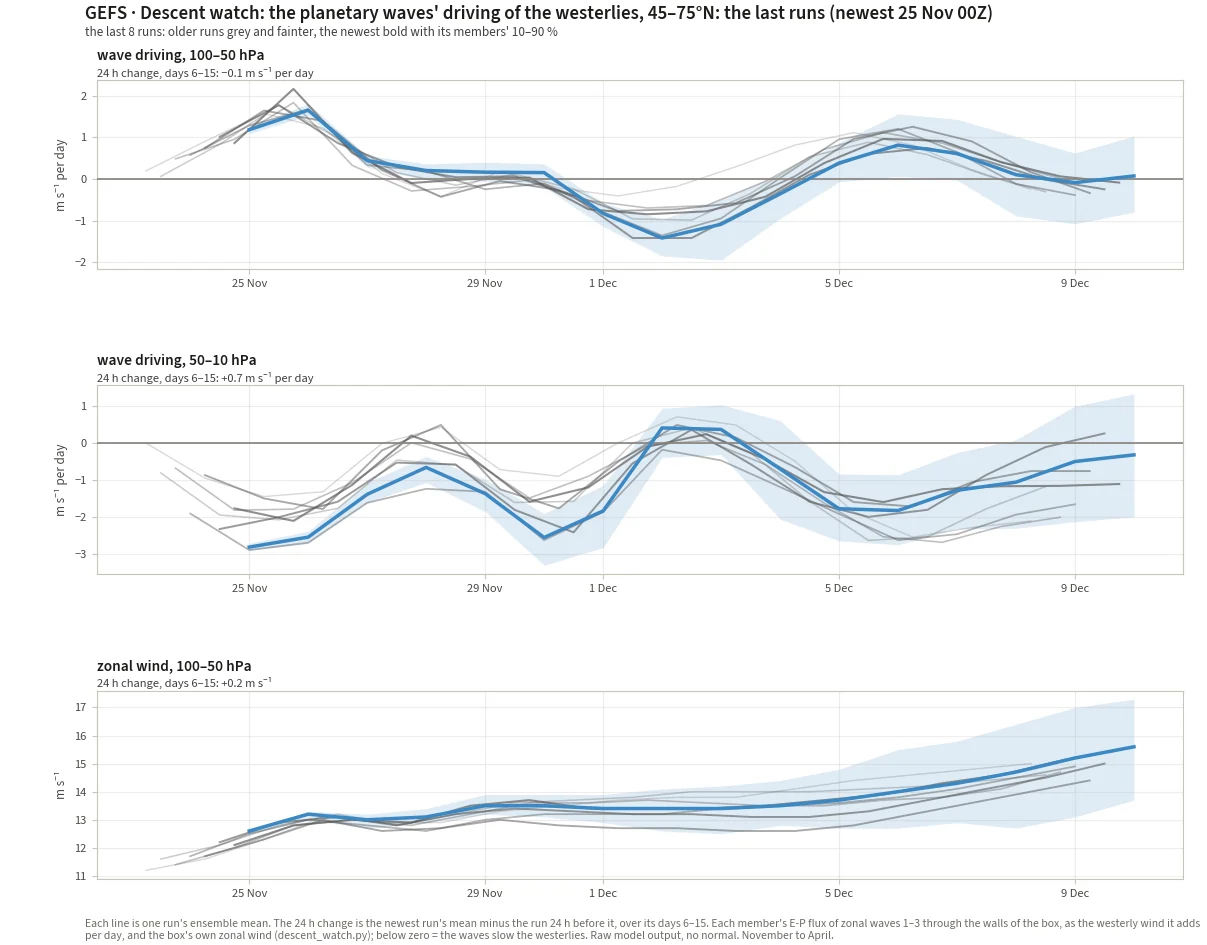 GEFS · Descent watch: the planetary waves' driving of the westerlies, 45–75°N: the last runs (newest 25 Nov 00Z)
the last 8 runs: older runs grey and fainter, the newest bold with its members' 10–90 %
wave driving, 100–50 hPa
24 h change, days 6–15: −0.1 m s⁻¹ per day
2
1
0
−1
−2
m s⁻¹ per day
25 Nov
29 Nov
1 Dec
5 Dec
9 Dec
wave driving, 50–10 hPa
24 h change, days 6–15: +0.7 m s⁻¹ per day
1
0
−1
−2
−3
m s⁻¹ per day
25 Nov
29 Nov
1 Dec
5 Dec
9 Dec
zonal wind, 100–50 hPa
24 h change, days 6–15: +0.2 m s⁻¹
17
16
15
14
13
12
11
m s⁻¹
25 Nov
29 Nov
1 Dec
5 Dec
9 Dec
Each line is one run's ensemble mean. The 24 h change is the newest run's mean minus the run 24 h before it, over its days 6–15. Each member's E-P flux of zonal waves 1–3 through the walls of the box, as the westerly wind it adds
per day, and the box's own zonal wind (descent_watch.py); below zero = the waves slow the westerlies. Raw model output, no normal. November to April.